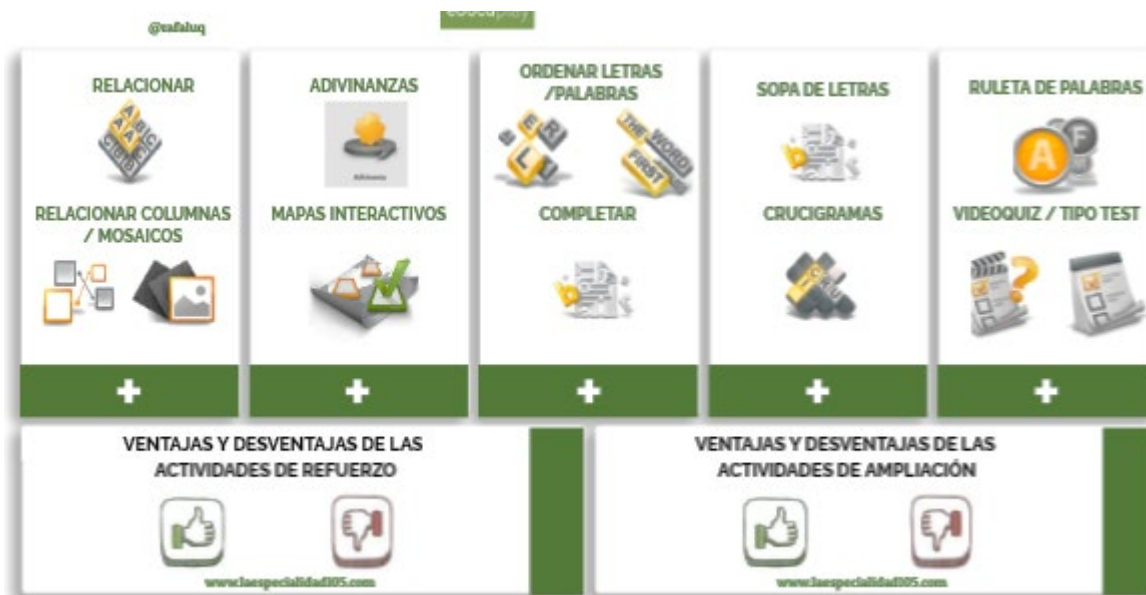 @rafaluq
RELACIONAR
ADIVINANZAS
ORDENAR LETRAS
/PALABRAS
SOPA DE LETRAS
RULETA DE PALABRAS
RELACIONAR COLUMNAS
/ MOSAICOS
MAPAS INTERACTIVOS
COMPLETAR
CRUCIGRAMAS
VIDEOQUIZ / TIPO TEST
VENTAJAS Y DESVENTAJAS DE LAS
ACTIVIDADES DE REFUERZO
www.laespecialidad105.com
VENTAJAS Y DESVENTAJAS DE LAS
ACTIVIDADES DE AMPLIACIÓN
www.laespecialidad105.com